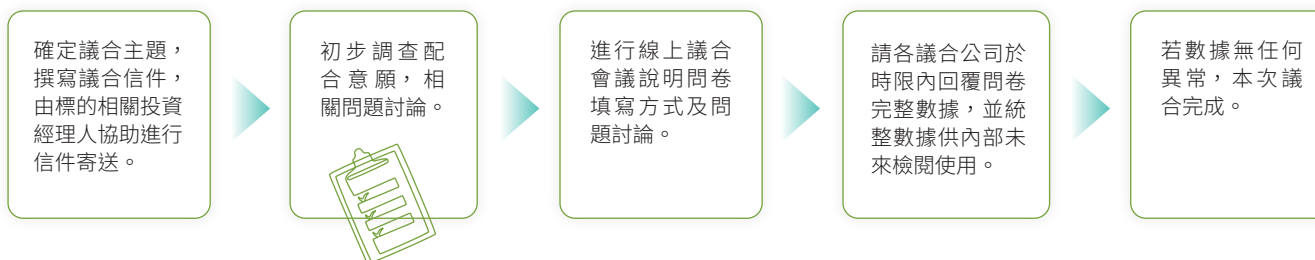 確定議合主題，
撰寫議合信件，
由標的相關投資
經理人協助進行
信件寄送。
初步調查配
合意願，相
關問題討論。
進行線上議合
會議說明問卷
填寫方式及問
題討論。
請各議合公司於
時限內回覆問卷
完整數據，並統
整數據供內部未
來檢閱使用。
若數據無任何
異常，本次議
合完成。